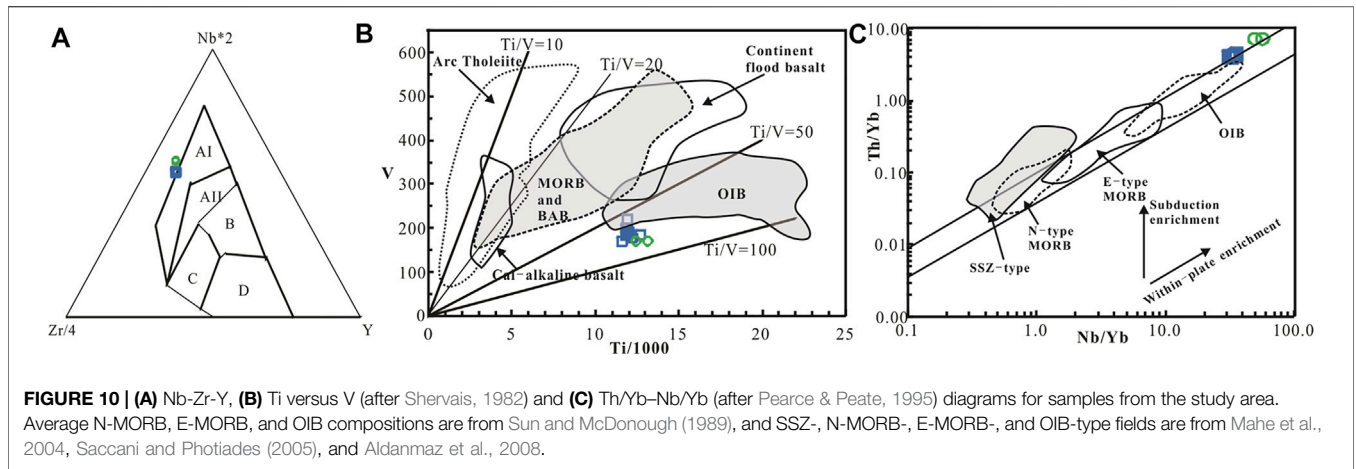 A
Nb*2
AI
AII
B
C
D
Zr/4
Y
B
600
500
400
V
300
200
100
0
0
5
10
15
20
25
Ti/1000
Ti/V=10
Arc Tholeiite
Ti/V=20
Continent
flood basalt
Ti/V=50
MORB
and
BAB
OIB
Cal-alkaline basalt
Ti/V=100
C
10.00
1.00
0.10
0.01
0.00
Th/Yb
0.1
1.0
10.0
100.0
Nb/Yb
OIB
E-type
MORB
Subduction
enrichment
N-type
MORB
SSZ-type
Within-plate enrichment
FIGURE 10 | (A) Nb-Zr-Y, (B) Ti versus V (after Shervais, 1982) and (C) Th/Yb–Nb/Yb (after Pearce & Peate, 1995) diagrams for samples from the study area.
Average N-MORB, E-MORB, and OIB compositions are from Sun and McDonough (1989), and SSZ-, N-MORB-, E-MORB-, and OIB-type fields are from Mahe et al.,
2004, Saccani and Photiades (2005), and Aldanmaz et al., 2008.